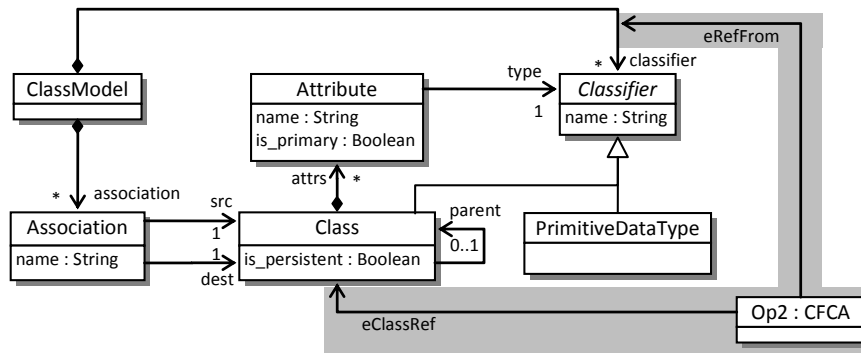 eRefFrom
* classifier
ClassModel
Attribute
type
1
Classifier
name : String
is_primary : Boolean
name : String
attrs *
* association
Association
name : String
src
1
1
dest
Class
is_persistent : Boolean
parent
0..1
PrimitiveDataType
Op2 : CFCA
eClassRef